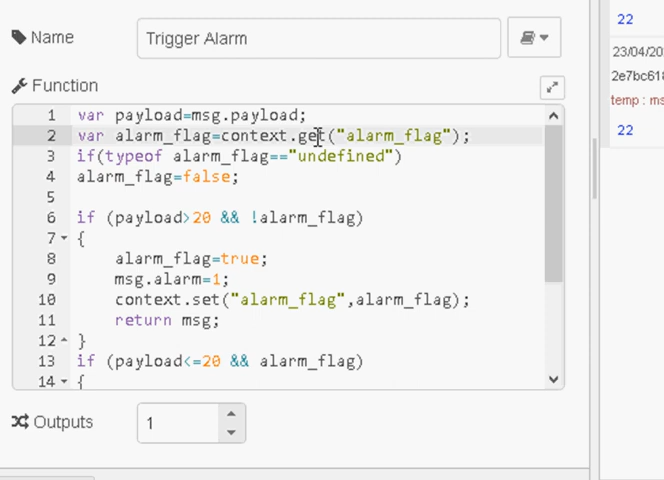 Name
Trigger Alarm
Function
1 var payload=msg.payload;
2 var alarm_flag=context.get("alarm_flag");
3 if(typeof alarm_flag=="undefined")
4 alarm_flag=false;
5
6 if (payload>20 && !alarm_flag)
7 {
8 alarm_flag=true;
9 msg.alarm=1;
10 context.set("alarm_flag",alarm_flag);
11 return msg;
12 }
13 if (payload<=20 && alarm_flag)
14 {
Outputs
1
22
23/04/20
2e7bc618
temp : ms
22